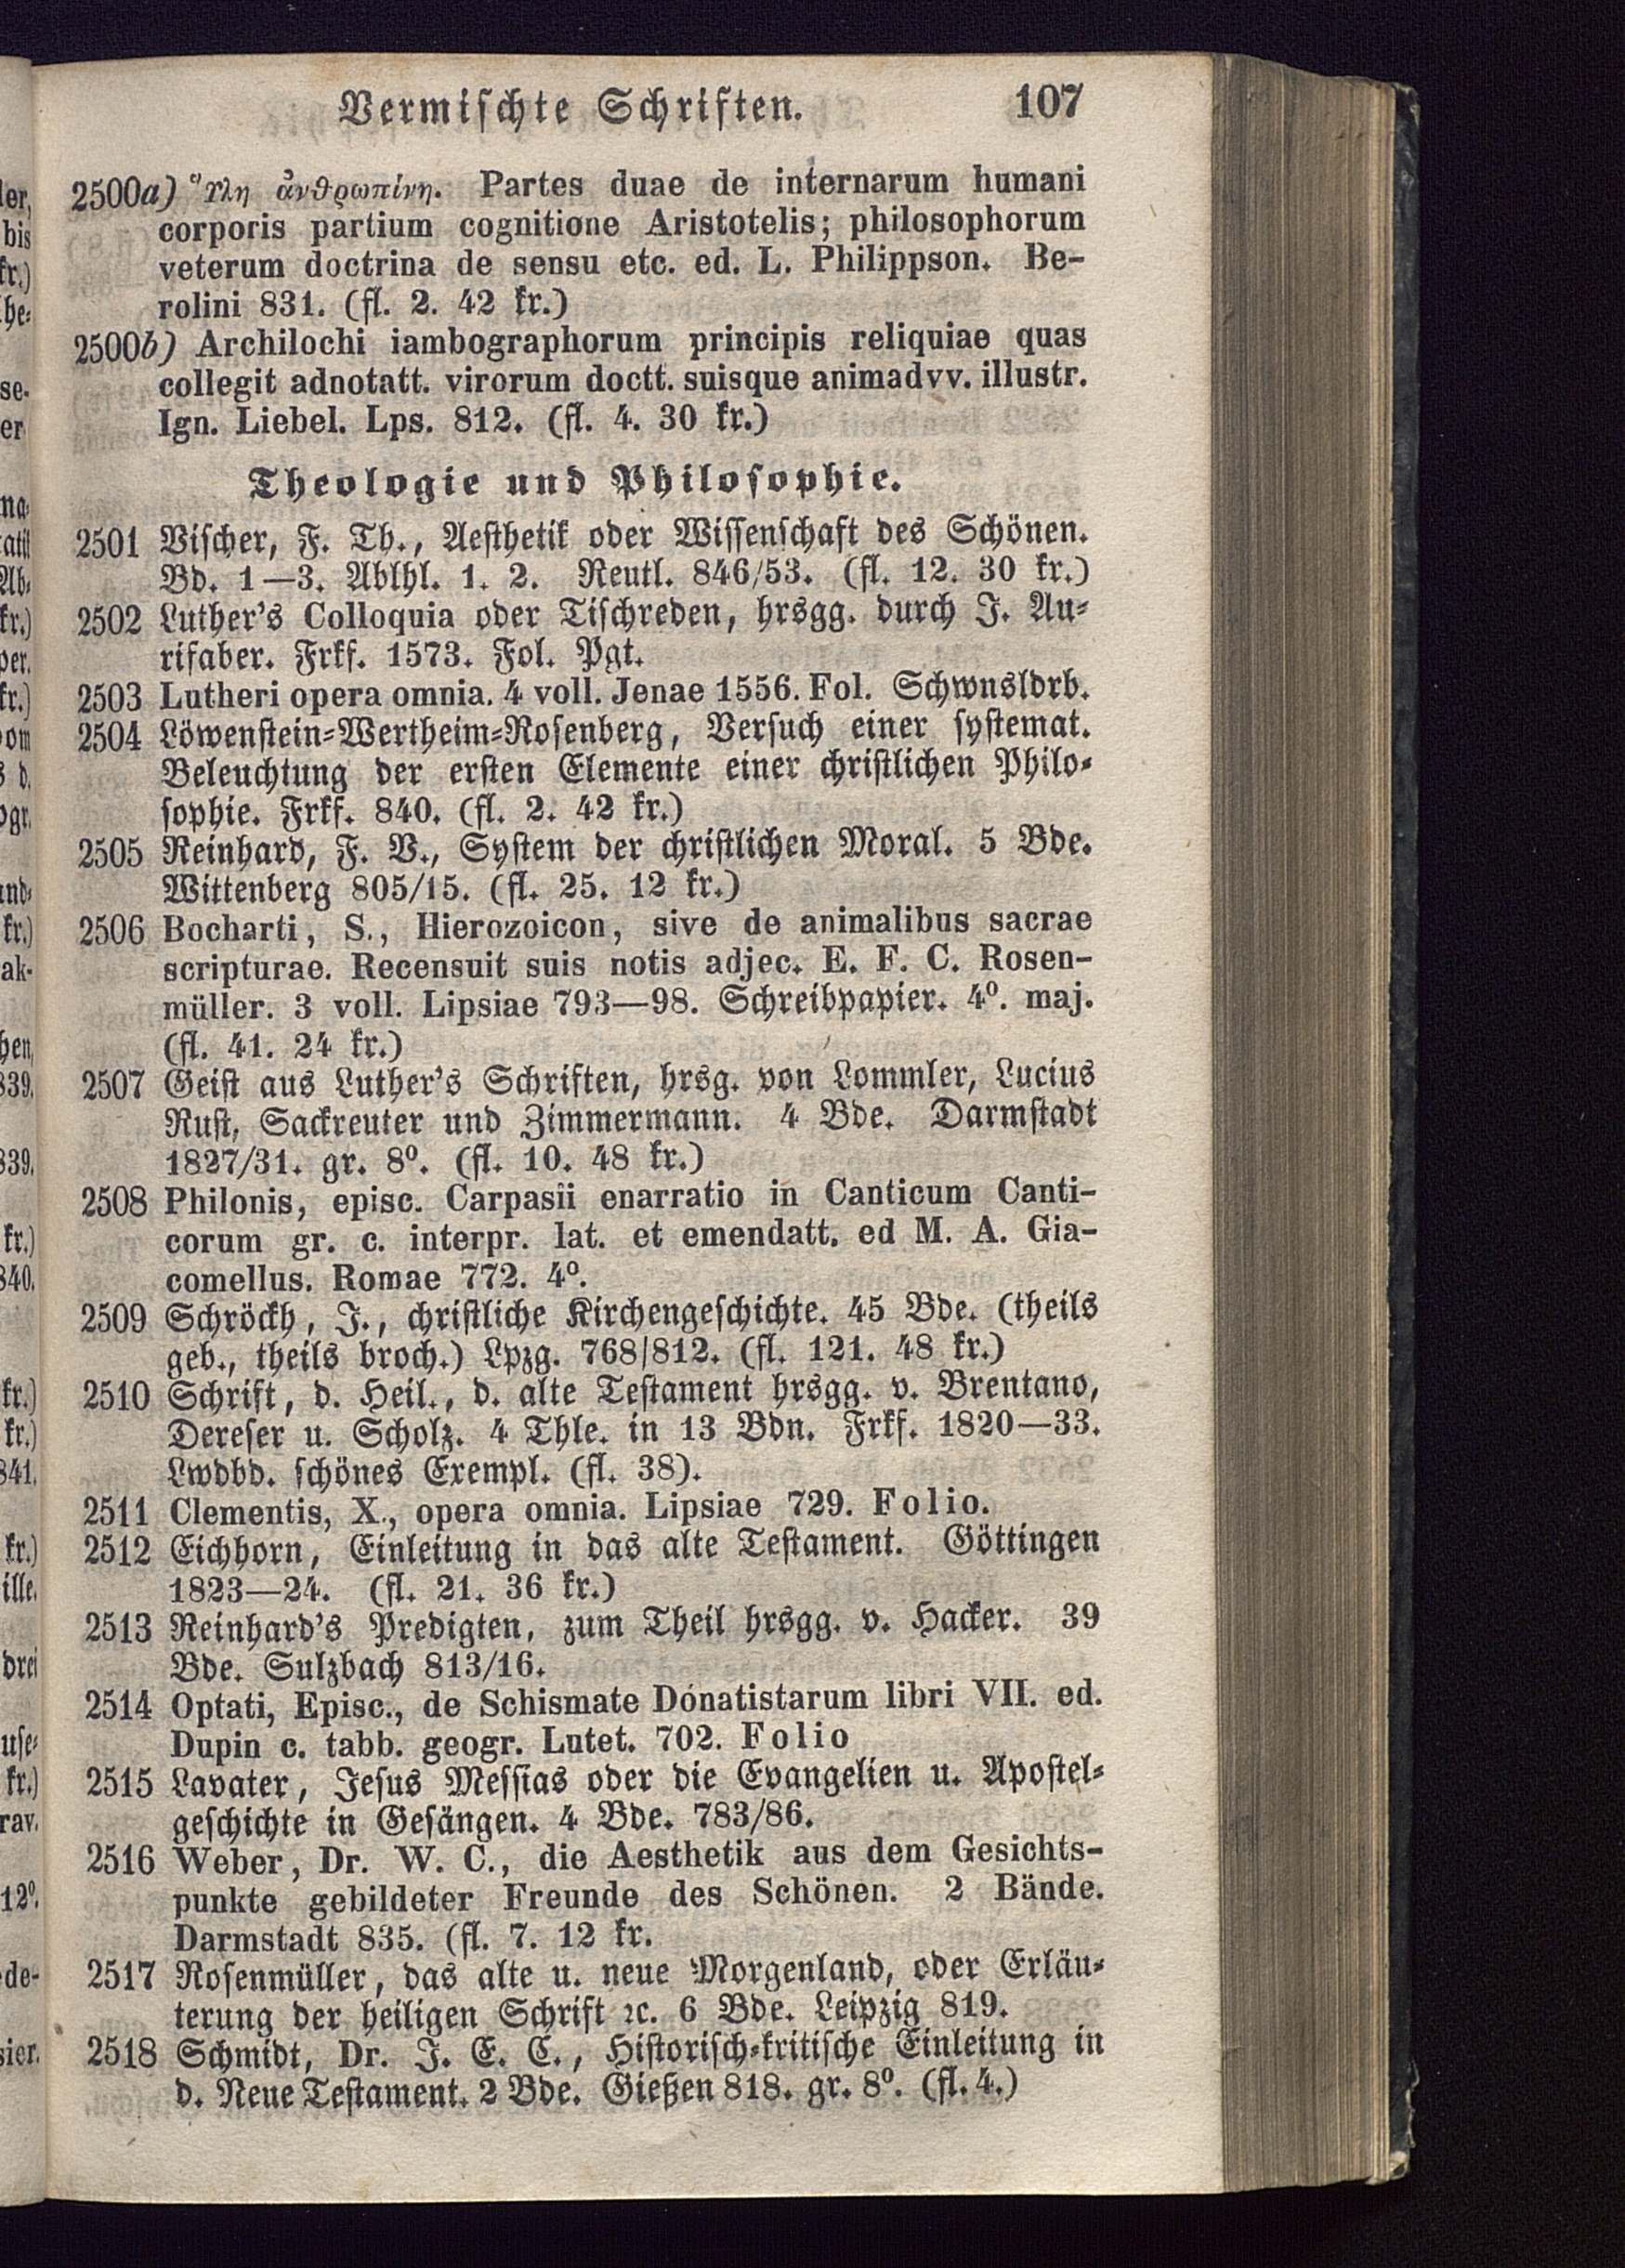 Vermischte Schriften. 107
2500a) Ὕλη ἀνθρωπίνη. Partes duae de internarum humani
corporis partium cognitione Aristotelis; philosophorum
veterum doctrina de sensu etc. ed. L. Philippson. Be-
rolini 831. (fl. 2. 42 kr.)
2500b) Archilochi iambographorum principis reliquiae quas
collegit adnotatt. virorum doctt. suisque animadvv. illustr.
Ign. Liebel. Lps. 812. (fl. 4. 30 kr.)
Theologie und Philosophie.
2501 Vischer, F. Th., Aesthetik oder Wissenschaft des Schönen.
Bd. 1—3. Ablhl. 1. 2. Reutl. 846/53. (fl. 12. 30 kr.)
2502 Luther's Colloquia oder Tischreden, hrsgg. durch J. Au-
rifaber. Frkf. 1573. Fol. Pgt.
2503 Lutheri opera omnia. 4 voll. Jenae 1556. Fol. Schwnsldrb.
2504 Löwenstein-Wertheim-Rosenberg, Versuch einer systemat.
Beleuchtung der ersten Elemente einer christlichen Philo-
sophie. Frkf. 840. (fl. 2. 42 kr.)
2505 Reinhard, F. V., System der christlichen Moral. 5 Bde.
Wittenberg 805/15. (fl. 25. 12 kr.)
2506 Bocharti, S., Hierozoicon, sive de animalibus sacrae
scripturae. Recensuit suis notis adjec. E. F. C. Rosen-
müller. 3 voll. Lipsiae 793—98. Schreibpapier. 4⁰. maj.
(fl. 41. 24 kr.)
2507 Geist aus Luther's Schriften, hrsg. von Lommler, Lucius
Rust, Sackreuter und Zimmermann. 4 Bde. Darmstadt
1827/31. gr. 8⁰. (fl. 10. 48 kr.)
2508 Philonis, episc. Carpasii enarratio in Canticum Canti-
corum gr. c. interpr. lat. et emendatt. ed M. A. Gia-
comellus. Romae 772. 4⁰.
2509 Schröckh, J., christliche Kirchengeschichte. 45 Bde. (theils
geb., theils broch.) Lpzg. 768/812. (fl. 121. 48 kr.)
2510 Schrift, d. Heil., d. alte Testament hrsgg. v. Brentano,
Dereser u. Scholz. 4 Thle. in 13 Bdn. Frkf. 1820—33.
Lwdbd. schönes Exempl. (fl. 38).
2511 Clementis, X., opera omnia. Lipsiae 729. Folio.
2512 Eichhorn, Einleitung in das alte Testament. Göttingen
1823—24. (fl. 21. 36 kr.)
2513 Reinhard's Predigten, zum Theil hrsgg. v. Hacker. 39
Bde. Sulzbach 813/16.
2514 Optati, Episc., de Schismate Donatistarum libri VII. ed.
Dupin c. tabb. geogr. Lutet. 702. Folio
2515 Lavater, Jesus Messias oder die Evangelien u. Apostel-
geschichte in Gesängen. 4 Bde. 783/86.
2516 Weber, Dr. W. C., die Aesthetik aus dem Gesichts-
punkte gebildeter Freunde des Schönen. 2 Bände.
Darmstadt 835. (fl. 7. 12 kr.
2517 Rosenmüller, das alte u. neue Morgenland, oder Erläu-
terung der heiligen Schrift ꝛc. 6 Bde. Leipzig 819.
2518 Schmidt, Dr. J. E. C., Historisch-kritische Einleitung in
d. Neue Testament. 2 Bde. Gießen 818. gr. 8⁰. (fl. 4.)